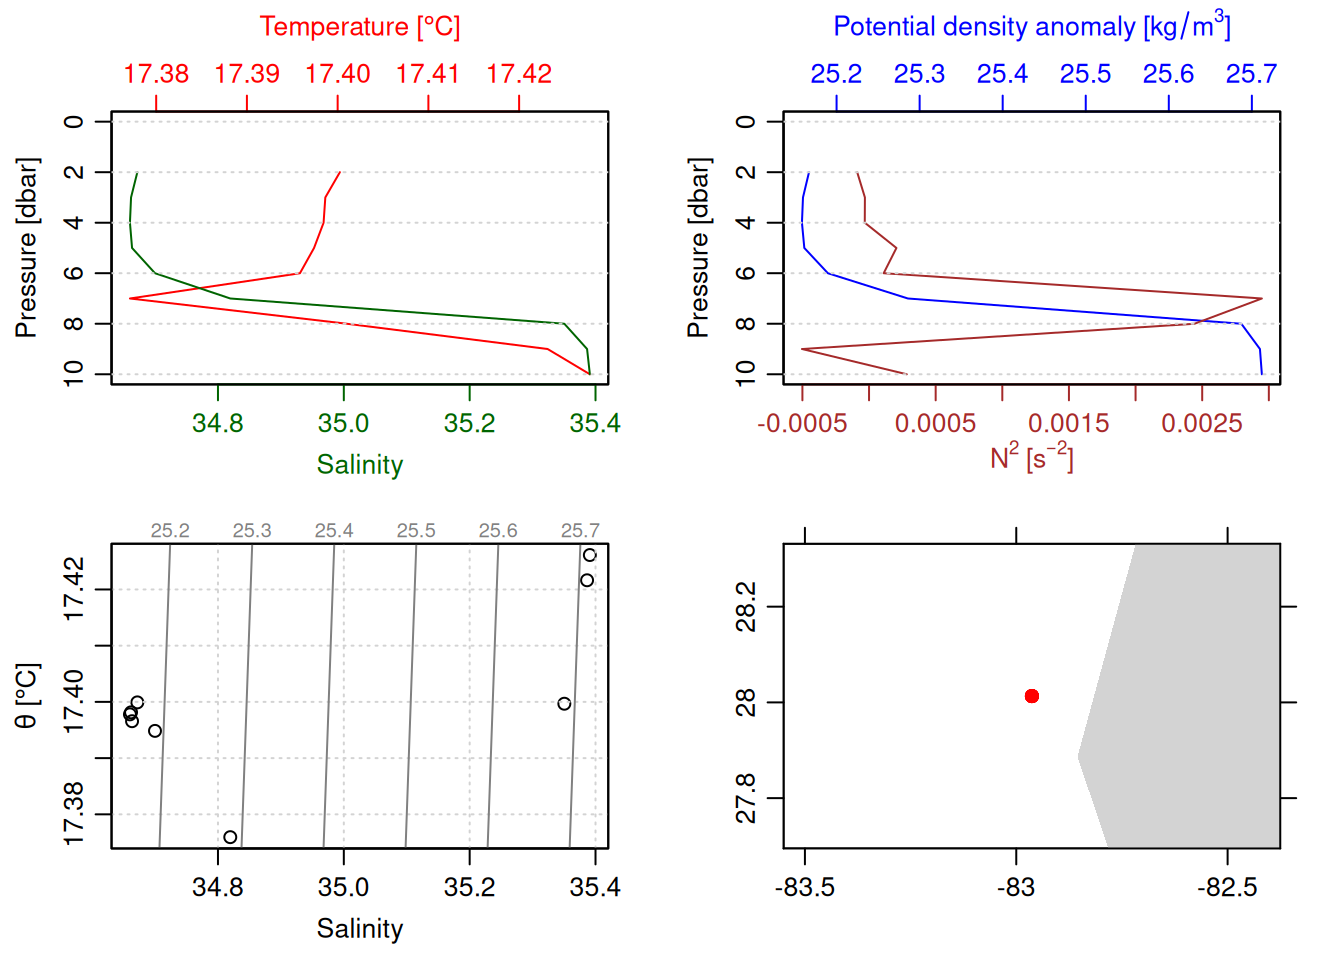 Temperature [°C]
17.38 17.39 17.40 17.41 17.42
Pressure [dbar]
0
2
4
6
8
10
34.8 35.0 35.2 35.4
Salinity
Potential density anomaly [kg/m³]
25.2 25.3 25.4 25.5 25.6 25.7
Pressure [dbar]
0
2
4
6
8
10
-0.0005 0.0005 0.0015 0.0025
N² [s⁻²]
25.2 25.3 25.4 25.5 25.6 25.7
θ [°C]
17.42
17.40
17.38
34.8 35.0 35.2 35.4
Salinity
28.2
28
27.8
-83.5 -83 -82.5